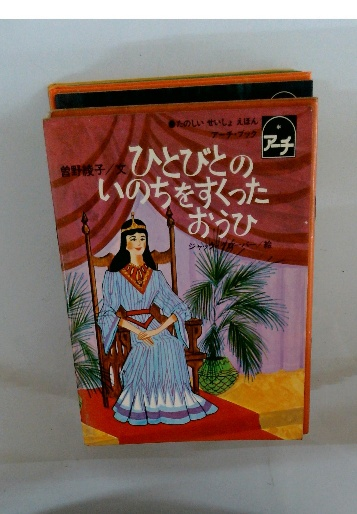 ●たのしい せいしょ えほん
アーチ・ブック
アーチ
曽野綾子／文
ひとびとの
いのちをすくった
おうひ